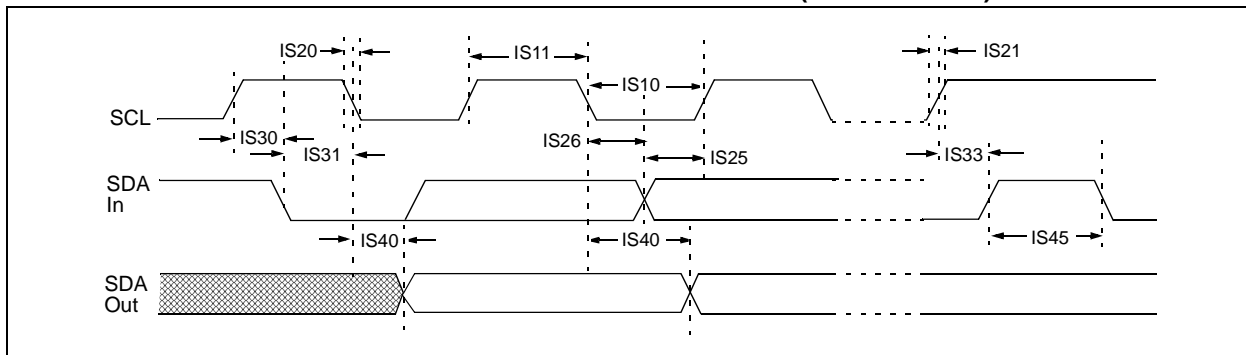 IS20
IS11
IS21
IS10
SCL
IS30
IS31
IS26
IS25
IS33
SDA
In
IS40
IS40
IS45
SDA
Out